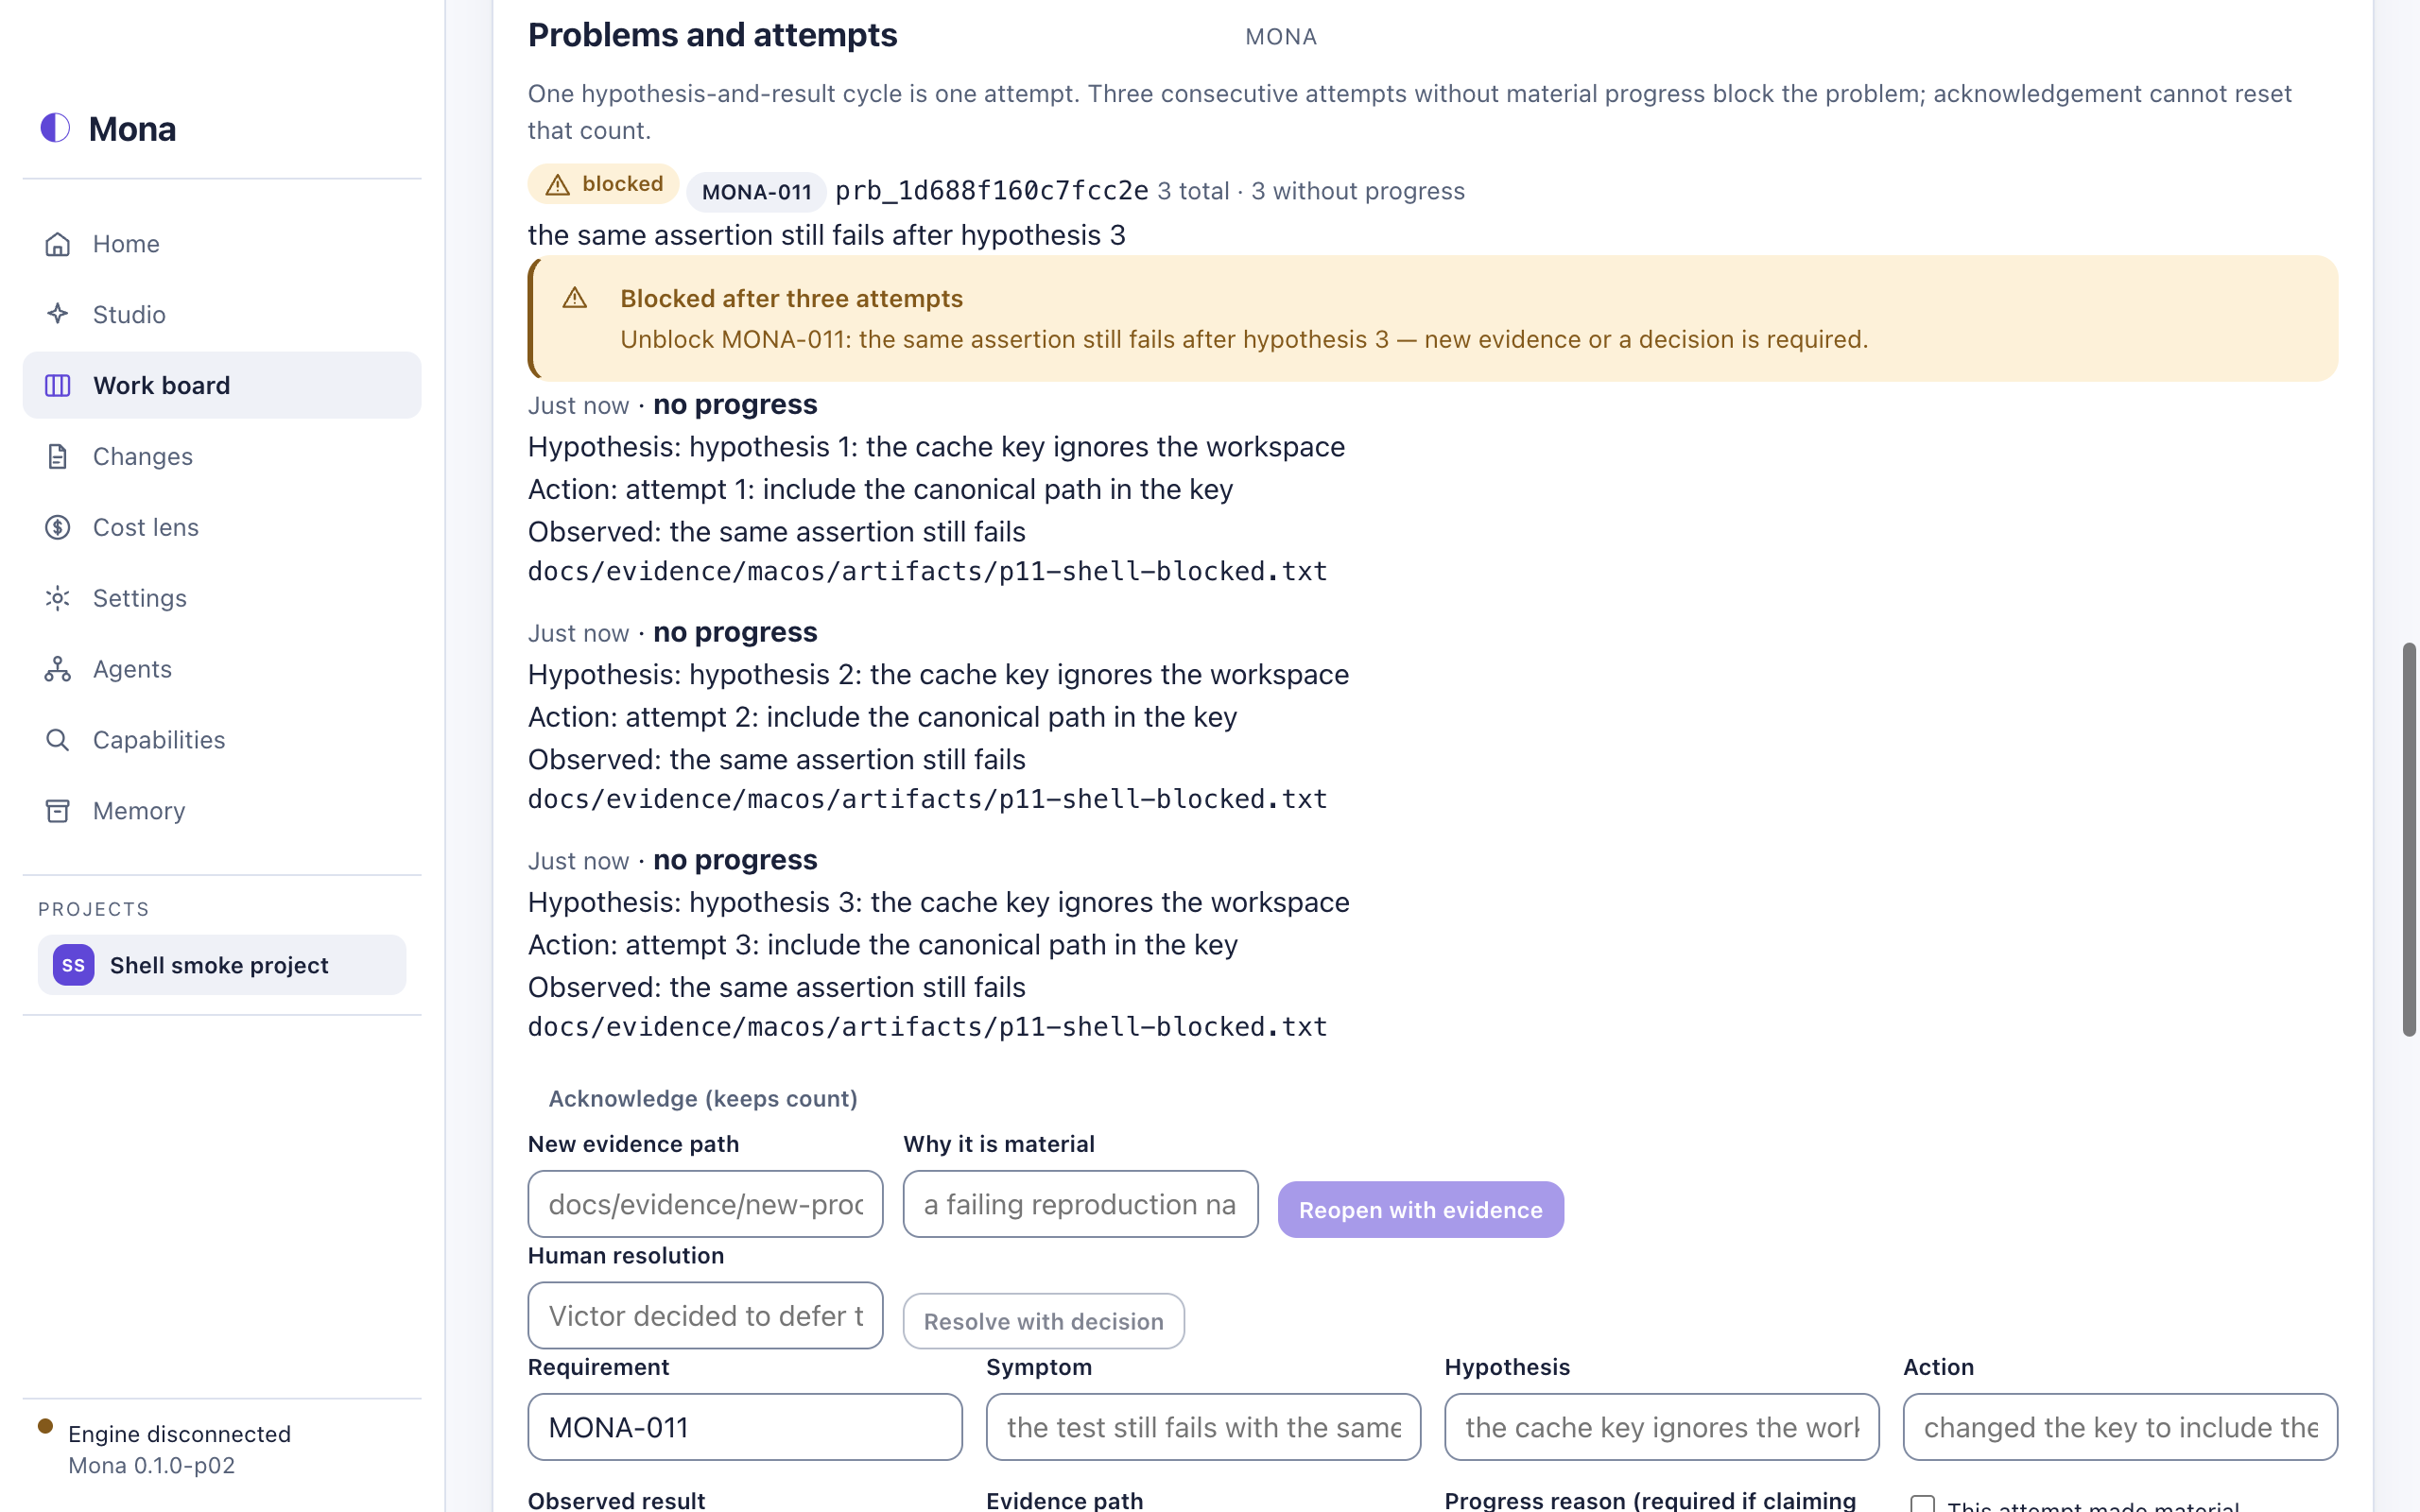 Mona
Home
Studio
Work board
Changes
Cost lens
Settings
Agents
Capabilities
Memory
PROJECTS
SS Shell smoke project
Engine disconnected
Mona 0.1.0-p02
Problems and attempts MONA
One hypothesis-and-result cycle is one attempt. Three consecutive attempts without material progress block the problem; acknowledgement cannot reset
that count.
blocked MONA-011 prb_1d688f160c7fcc2e 3 total · 3 without progress
the same assertion still fails after hypothesis 3
Blocked after three attempts
Unblock MONA-011: the same assertion still fails after hypothesis 3 — new evidence or a decision is required.
Just now · no progress
Hypothesis: hypothesis 1: the cache key ignores the workspace
Action: attempt 1: include the canonical path in the key
Observed: the same assertion still fails
docs/evidence/macos/artifacts/p11-shell-blocked.txt
Just now · no progress
Hypothesis: hypothesis 2: the cache key ignores the workspace
Action: attempt 2: include the canonical path in the key
Observed: the same assertion still fails
docs/evidence/macos/artifacts/p11-shell-blocked.txt
Just now · no progress
Hypothesis: hypothesis 3: the cache key ignores the workspace
Action: attempt 3: include the canonical path in the key
Observed: the same assertion still fails
docs/evidence/macos/artifacts/p11-shell-blocked.txt
Acknowledge (keeps count)
New evidence path Why it is material
docs/evidence/new-proc a failing reproduction na Reopen with evidence
Human resolution
Victor decided to defer t Resolve with decision
Requirement Symptom Hypothesis Action
MONA-011 the test still fails with the same the cache key ignores the work changed the key to include the
Observed result Evidence path Progress reason (required if claiming This attempt made material